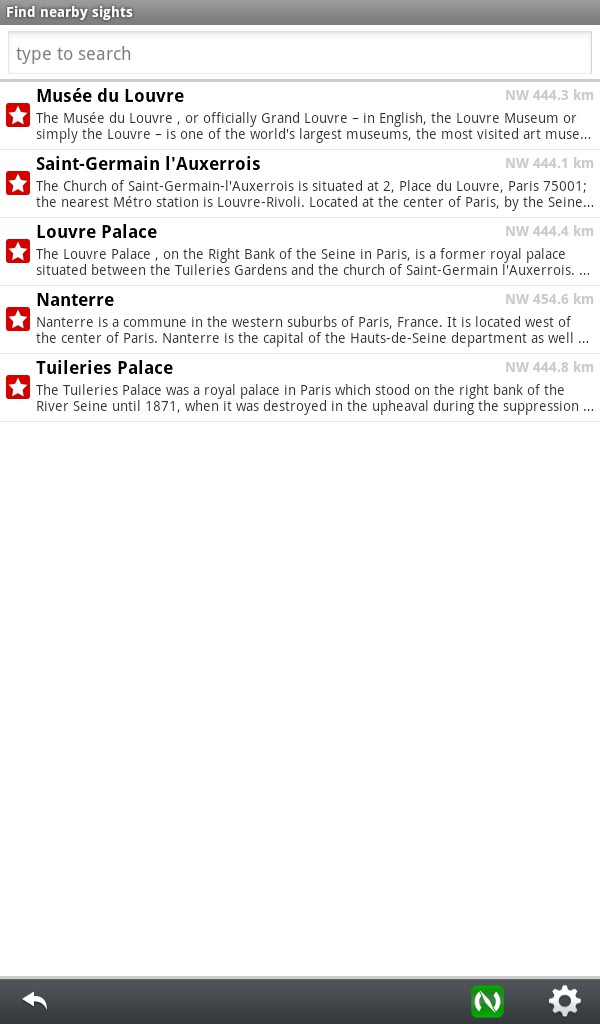 Find nearby sights
type to search
Musée du Louvre NW 444.3 km
The Musée du Louvre , or officially Grand Louvre – in English, the Louvre Museum or
simply the Louvre – is one of the world's largest museums, the most visited art muse...
Saint-Germain l'Auxerrois NW 444.1 km
The Church of Saint-Germain-l'Auxerrois is situated at 2, Place du Louvre, Paris 75001;
the nearest Métro station is Louvre-Rivoli. Located at the center of Paris, by the Seine...
Louvre Palace NW 444.4 km
The Louvre Palace , on the Right Bank of the Seine in Paris, is a former royal palace
situated between the Tuileries Gardens and the church of Saint-Germain l'Auxerrois. ...
Nanterre NW 454.6 km
Nanterre is a commune in the western suburbs of Paris, France. It is located west of
the center of Paris. Nanterre is the capital of the Hauts-de-Seine department as well ...
Tuileries Palace NW 444.8 km
The Tuileries Palace was a royal palace in Paris which stood on the right bank of the
River Seine until 1871, when it was destroyed in the upheaval during the suppression ...